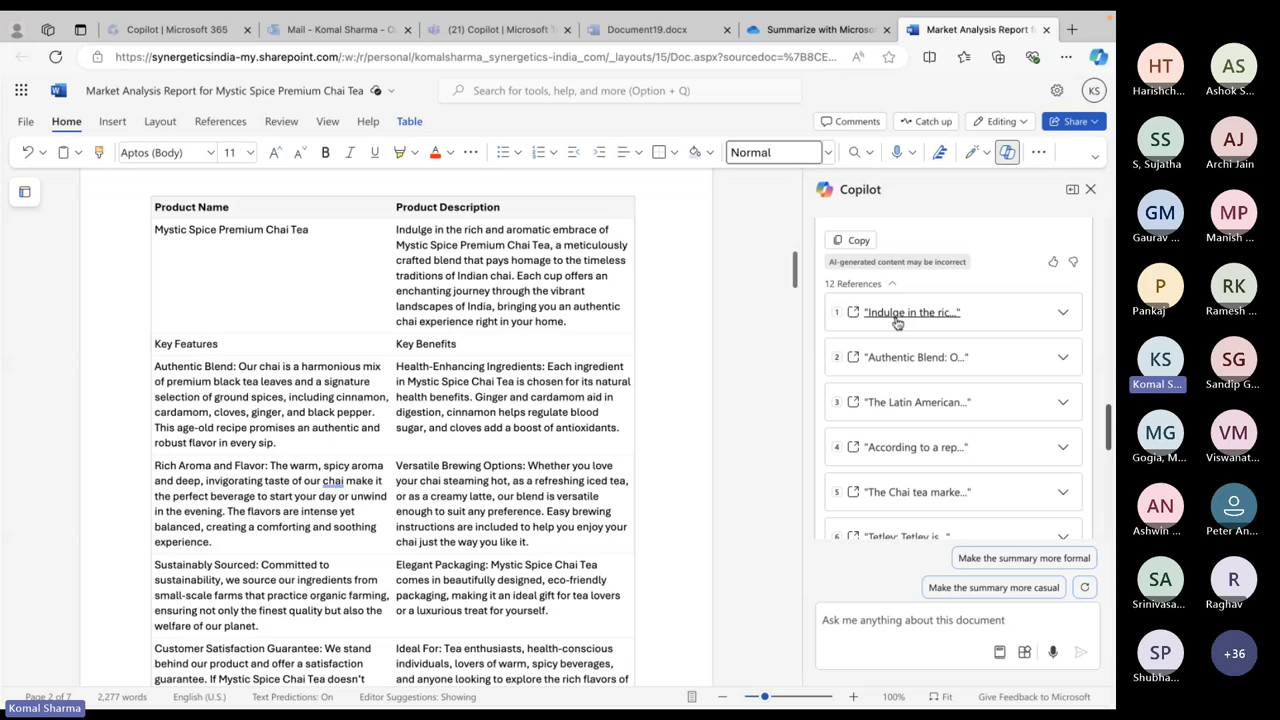 Copilot | Microsoft 365
Mail - Komal Sharma - O
(21) Copilot | Microsoft T
Document19.docx
Summarize with Microso
Market Analysis Report f
https://synergeticsindia-my.sharepoint.com/:w:/r/personal/komalsharma_synergetics-india_com/_layouts/15/Doc.aspx?sourcedoc=%7B8CE...
Market Analysis Report for Mystic Spice Premium Chai Tea
Search for tools, help, and more (Option + Q)
KS
File Home Insert Layout References Review View Help Table
Comments Catch up Editing Share
Aptos (Body) 11 B I U A Normal
Product Name Product Description
Mystic Spice Premium Chai Tea
Indulge in the rich and aromatic embrace of
Mystic Spice Premium Chai Tea, a meticulously
crafted blend that pays homage to the timeless
traditions of Indian chai. Each cup offers an
enchanting journey through the vibrant
landscapes of India, bringing you an authentic
chai experience right in your home.
Key Features Key Benefits
Authentic Blend: Our chai is a harmonious mix
of premium black tea leaves and a signature
selection of ground spices, including cinnamon,
cardamom, cloves, ginger, and black pepper.
This age-old recipe promises an authentic and
robust flavor in every sip.
Health-Enhancing Ingredients: Each ingredient
in Mystic Spice Chai Tea is chosen for its natural
health benefits. Ginger and cardamom aid in
digestion, cinnamon helps regulate blood
sugar, and cloves add a boost of antioxidants.
Rich Aroma and Flavor: The warm, spicy aroma
and deep, invigorating taste of our chai make it
the perfect beverage to start your day or unwind
in the evening. The flavors are intense yet
balanced, creating a comforting and soothing
experience.
Versatile Brewing Options: Whether you love
your chai steaming hot, as a refreshing iced tea,
or as a creamy latte, our blend is versatile
enough to suit any preference. Easy brewing
instructions are included to help you enjoy your
chai just the way you like it.
Sustainably Sourced: Committed to
sustainability, we source our ingredients from
small-scale farms that practice organic farming,
ensuring not only the finest quality but also the
welfare of our planet.
Elegant Packaging: Mystic Spice Chai Tea
comes in beautifully designed, eco-friendly
packaging, making it an ideal gift for tea lovers
or a luxurious treat for yourself.
Customer Satisfaction Guarantee: We stand
behind our product and offer a satisfaction
guarantee. If Mystic Spice Chai Tea doesn't
Ideal For: Tea enthusiasts, health-conscious
individuals, lovers of warm, spicy beverages,
and anyone looking to explore the rich flavors of
Copilot
Copy
AI-generated content may be incorrect
12 References
1 "Indulge in the ric..."
2 "Authentic Blend: O..."
3 "The Latin American..."
4 "According to a rep..."
5 "The Chai tea marke..."
6 "Tetley: Tetley is..."
Make the summary more formal
Make the summary more casual
Ask me anything about this document
Page 2 of 7 2,277 words English (U.S.) Text Predictions: On Editor Suggestions: Showing 100% Fit Give Feedback to Microsoft
Komal Sharma
HT AS
Harishch... Ashok S...
SS AJ
S, Sujatha Archi Jain
GM MP
Gaurav ... Manish ...
P RK
Pankaj Ramesh ...
KS SG
Komal S... Sandip G...
MG VM
Gogia, M... Viswana...
AN
Ashwin ... Peter An...
SA R
Srinivasa... Raghav
SP +36
Shubha...